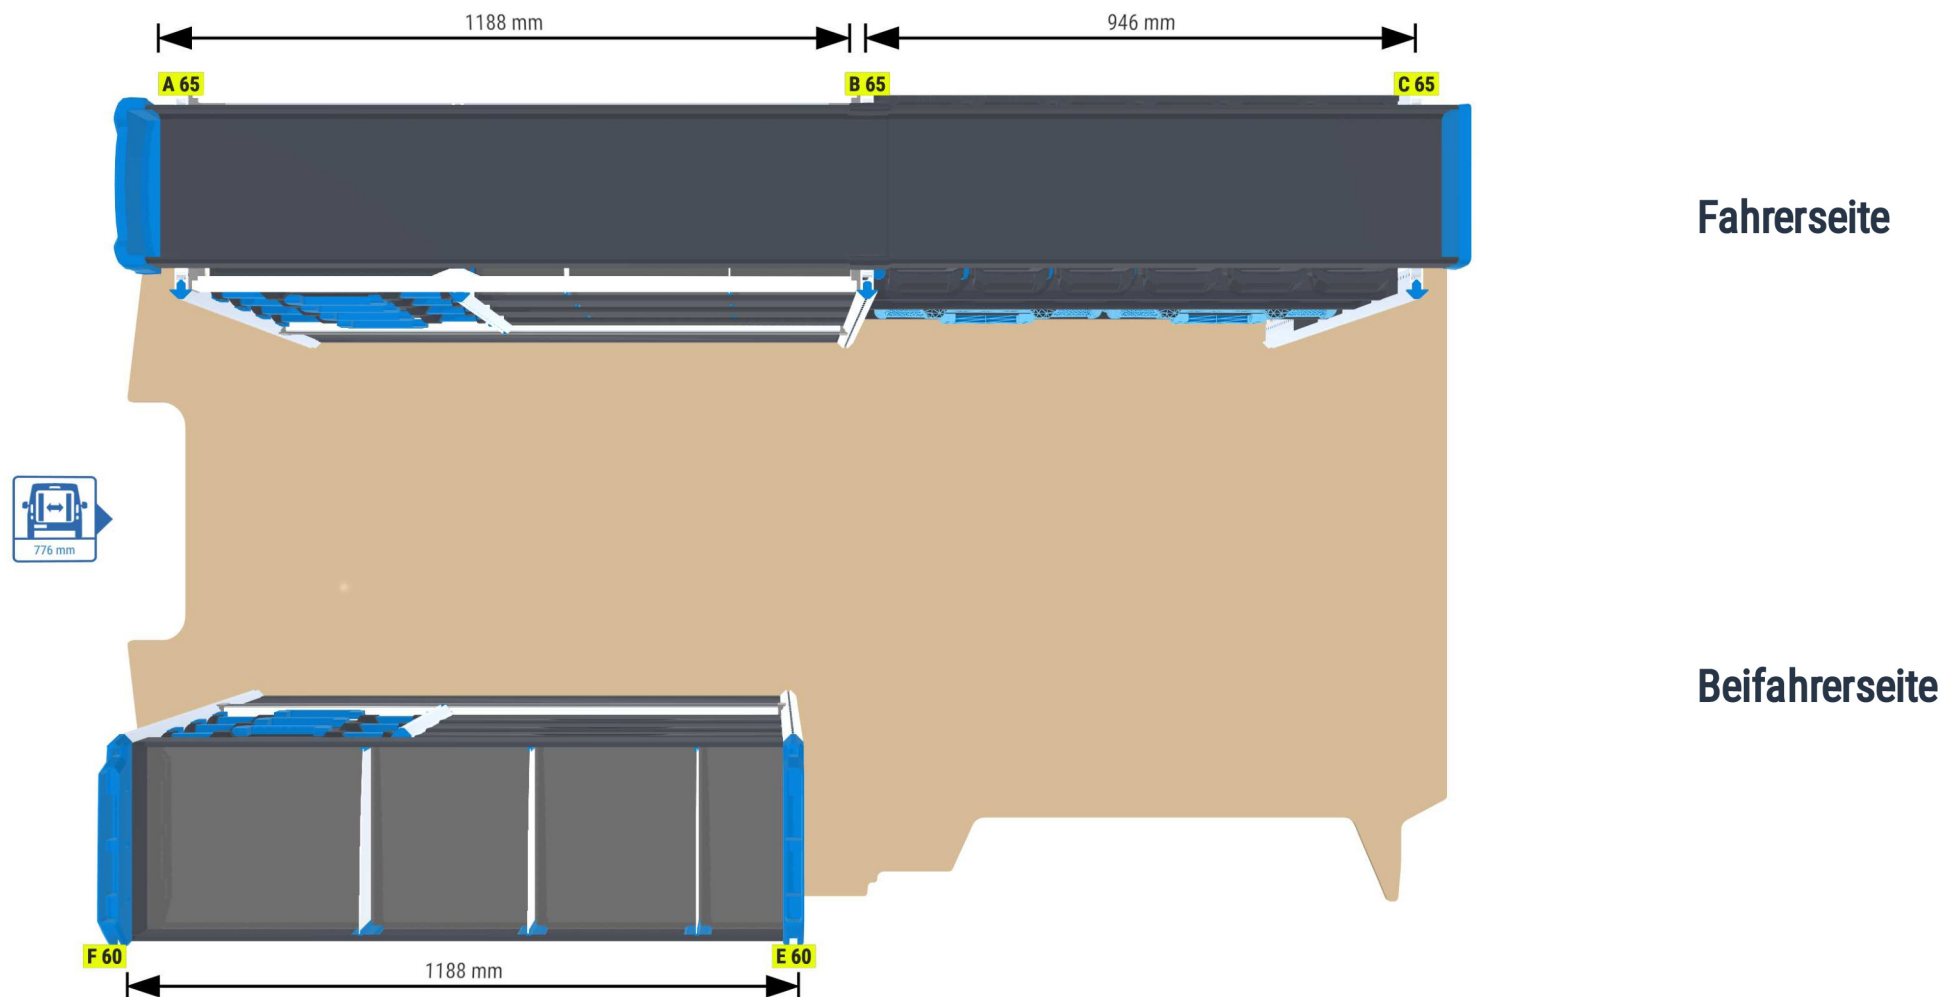 1188 mm
946 mm
A 65
B 65
C 65
Fahrerseite
776 mm
Beifahrerseite
F 60
E 60
1188 mm